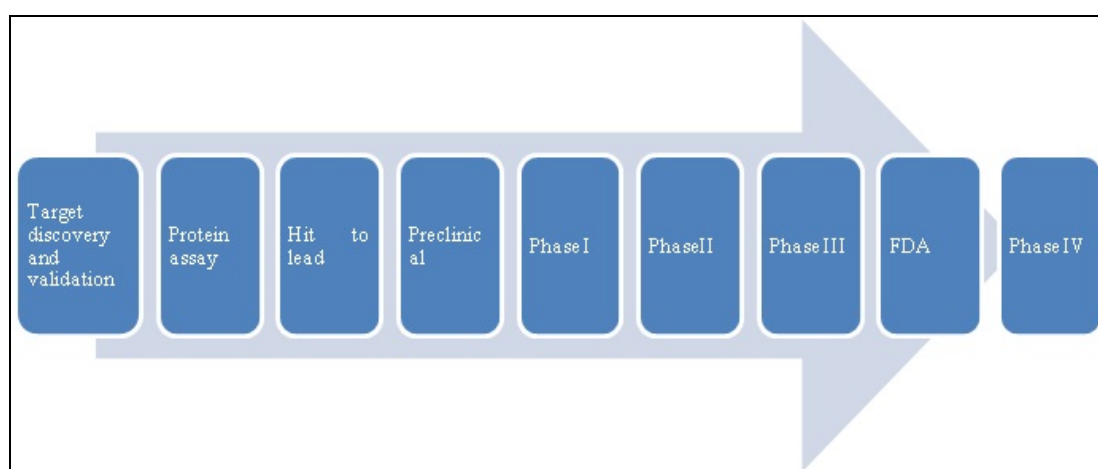 Target
discovery
and
validation
Protein
assay
Hit to
lead
Preclinic
al
Phase I
Phase II
Phase III
FDA
Phase IV